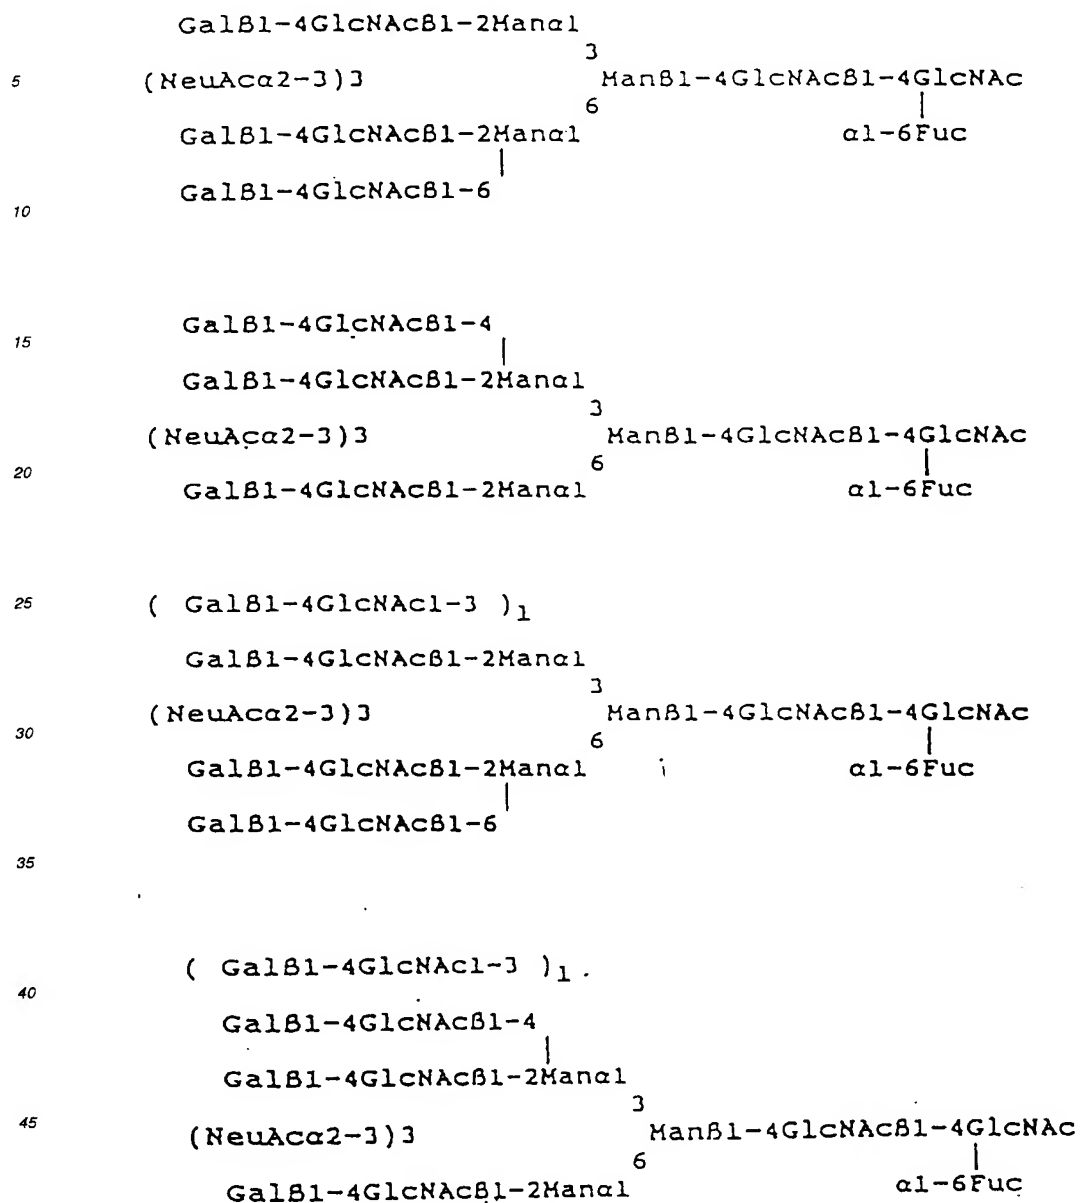 GalB1-4GlcNAcB1-2Manα1
3
5 (NeuAcα2-3)3 ManB1-4GlcNAcB1-4GlcNAc
6 |
GalB1-4GlcNAcB1-2Manα1 α1-6Fuc
|
GalB1-4GlcNAcB1-6
10
GalB1-4GlcNAcB1-4
15 |
GalB1-4GlcNAcB1-2Manα1
3
(NeuAcα2-3)3 ManB1-4GlcNAcB1-4GlcNAc
20 6 |
GalB1-4GlcNAcB1-2Manα1 α1-6Fuc
25 ( GalB1-4GlcNAc1-3 )1
GalB1-4GlcNAcB1-2Manα1
3
(NeuAcα2-3)3 ManB1-4GlcNAcB1-4GlcNAc
30 6 |
GalB1-4GlcNAcB1-2Manα1 α1-6Fuc
|
GalB1-4GlcNAcB1-6
35
( GalB1-4GlcNAc1-3 )1
40
GalB1-4GlcNAcB1-4
|
GalB1-4GlcNAcB1-2Manα1
3
45 (NeuAcα2-3)3 ManB1-4GlcNAcB1-4GlcNAc
6 |
GalB1-4GlcNAcB1-2Manα1 α1-6Fuc